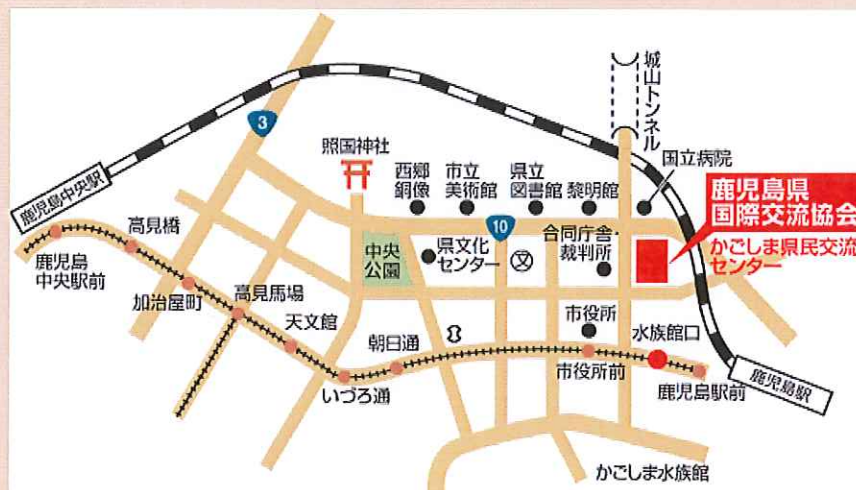 城山トンネル
3
照国神社
国立病院
西郷
銅像
市立
美術館
県立
図書館
黎明館
鹿児島県
国際交流協会
かごしま県民交流
センター
鹿児島中央駅
高見橋
10
合同庁舎・
裁判所
中央
公園
県文化
センター
鹿児島
中央駅前
加治屋町
高見馬場
天文館
朝日通
市役所
水族館口
いづろ通
市役所前
鹿児島駅前
鹿児島駅
かごしま水族館